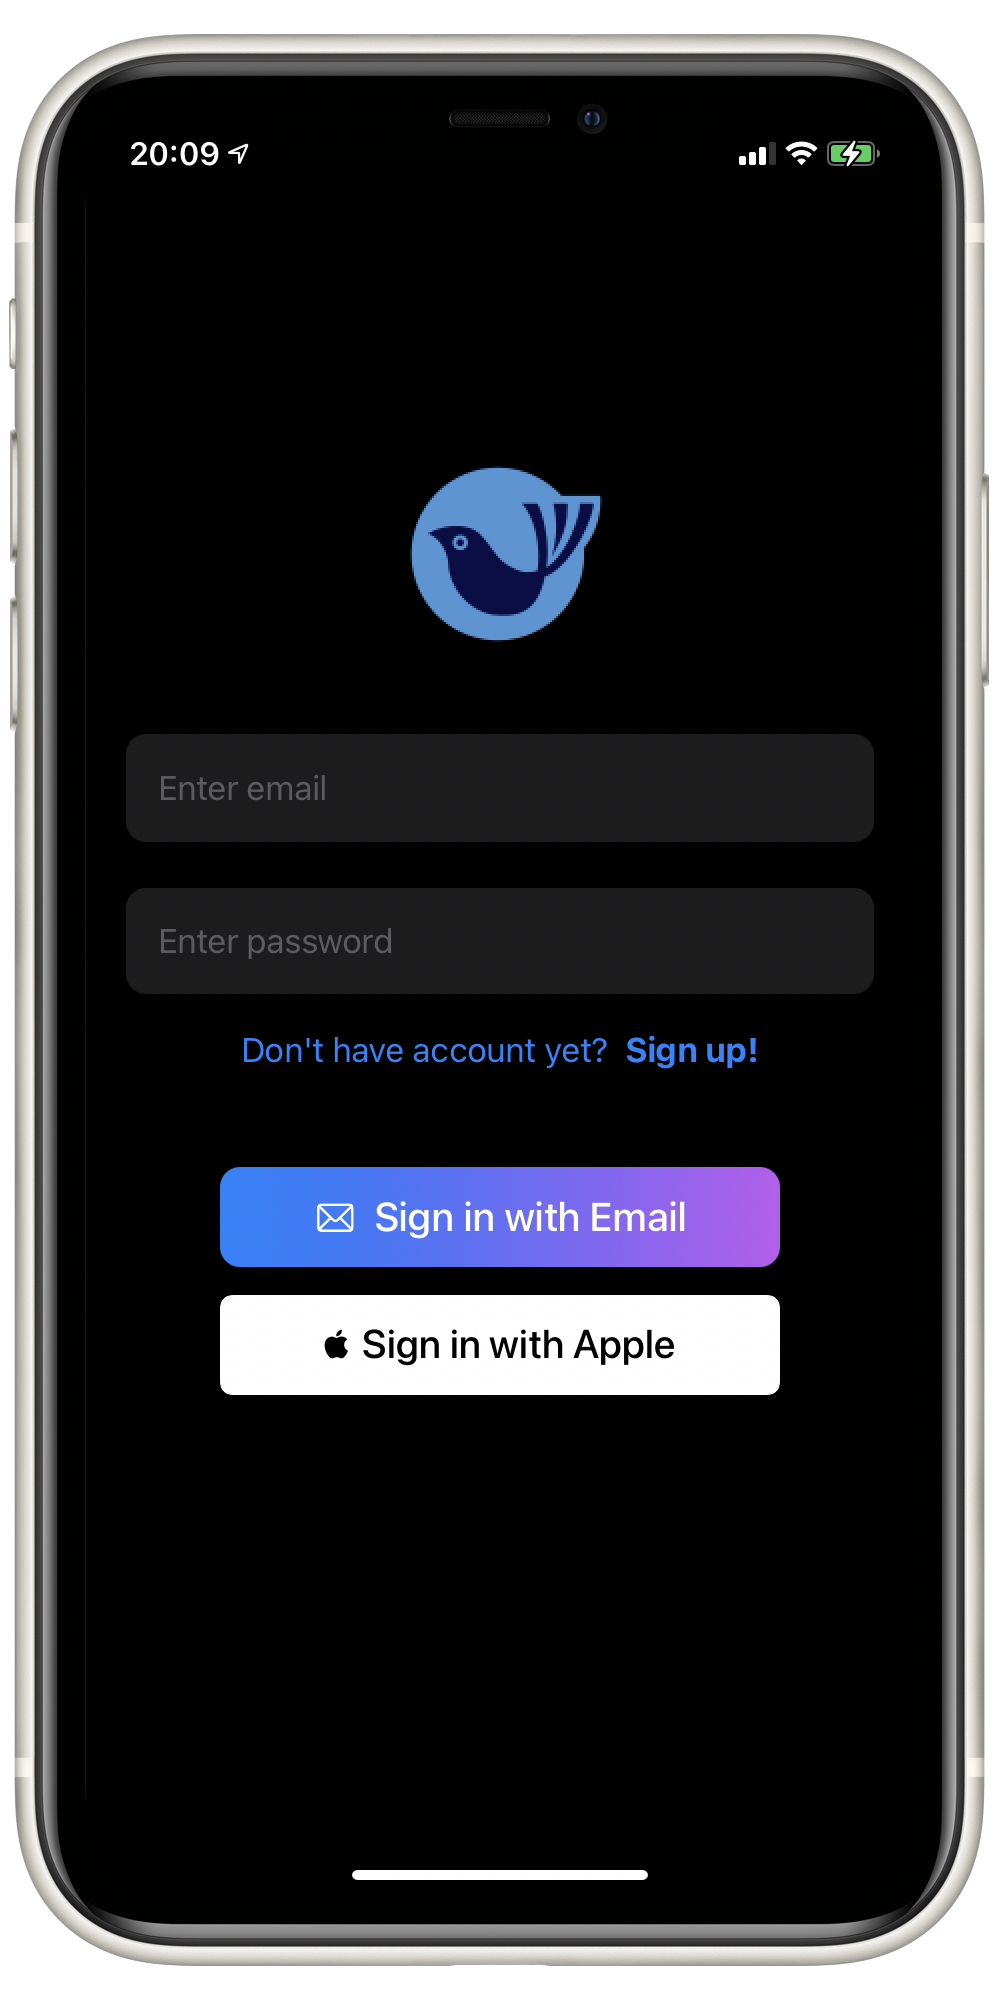 20:09
Enter email
Enter password
Don't have account yet? Sign up!
Sign in with Email
Sign in with Apple